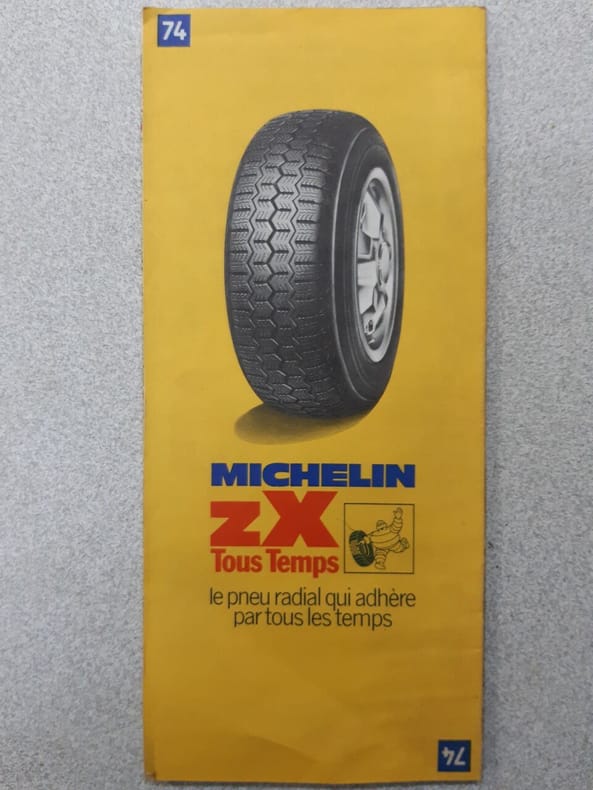 74
MICHELIN
zX
Tous Temps
le pneu radial qui adhère
par tous les temps
74